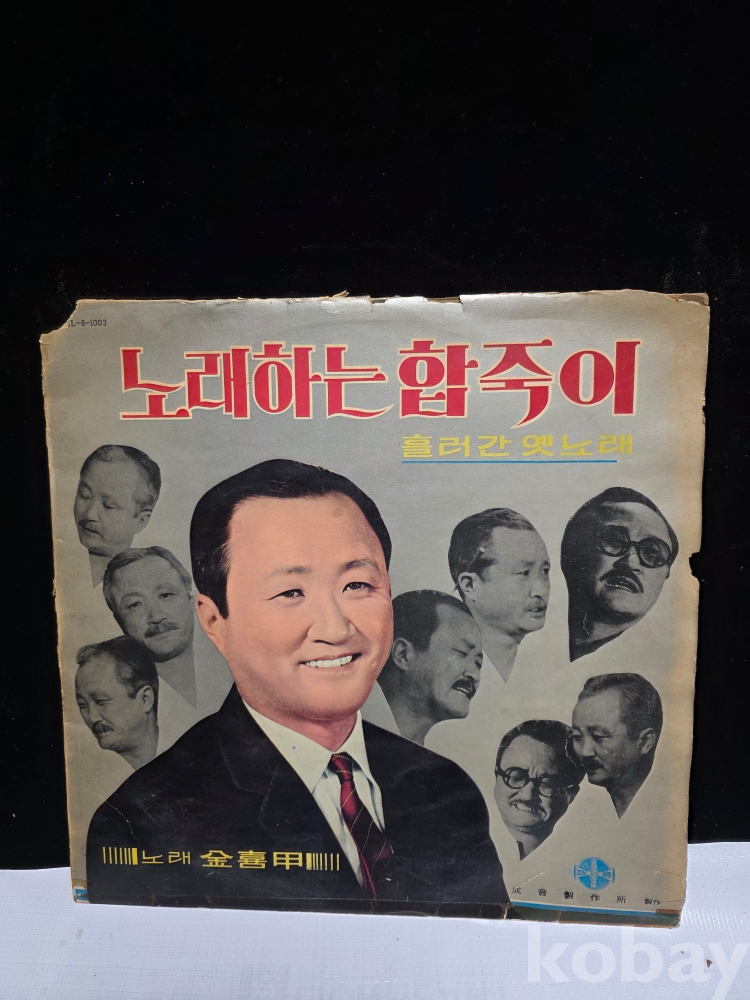 L-8-1003
노래하는 합죽이
흘러간 옛노래
노래 金喜甲
成音製作所 製作
kobay